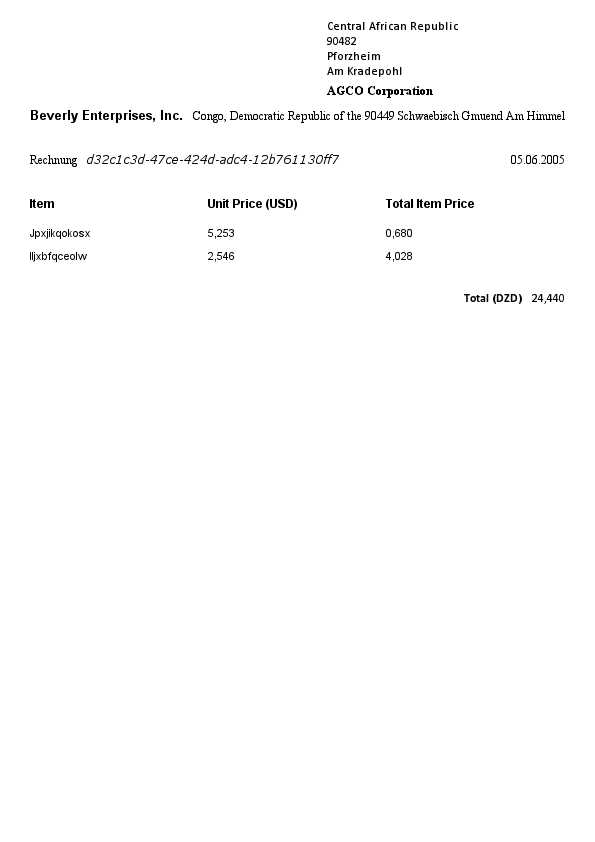 Central African Republic
90482
Pforzheim
Am Kradepohl
AGCO Corporation
Beverly Enterprises, Inc. Congo, Democratic Republic of the 90449 Schwaebisch Gmuend Am Himmel
Rechnung d32c1c3d-47ce-424d-adc4-12b761130ff7 05.06.2005
Item Unit Price (USD) Total Item Price
Jpxjikqokosx 5,253 0,680
Iljxbfqceolw 2,546 4,028
Total (DZD) 24,440